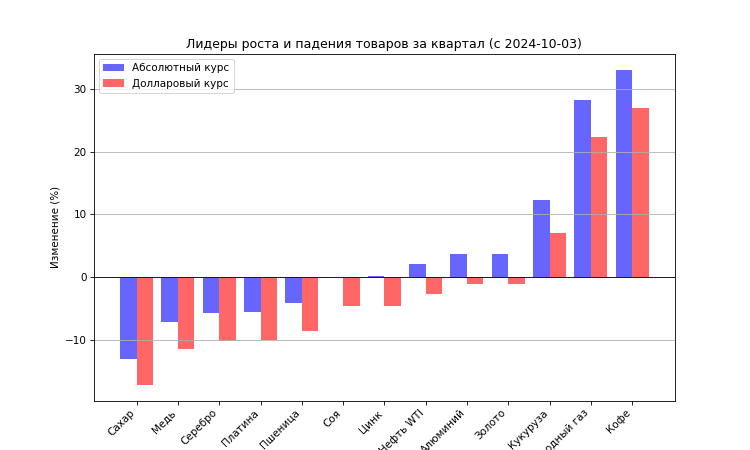 Лидеры роста и падения товаров за квартал (с 2024-10-03)
Абсолютный курс
Долларовый курс
Изменение (%)
30
20
10
0
−10
Сахар
Медь
Серебро
Платина
Пшеница
Соя
Цинк
Нефть WTI
Алюминий
Золото
Кукуруза
одный газ
Кофе